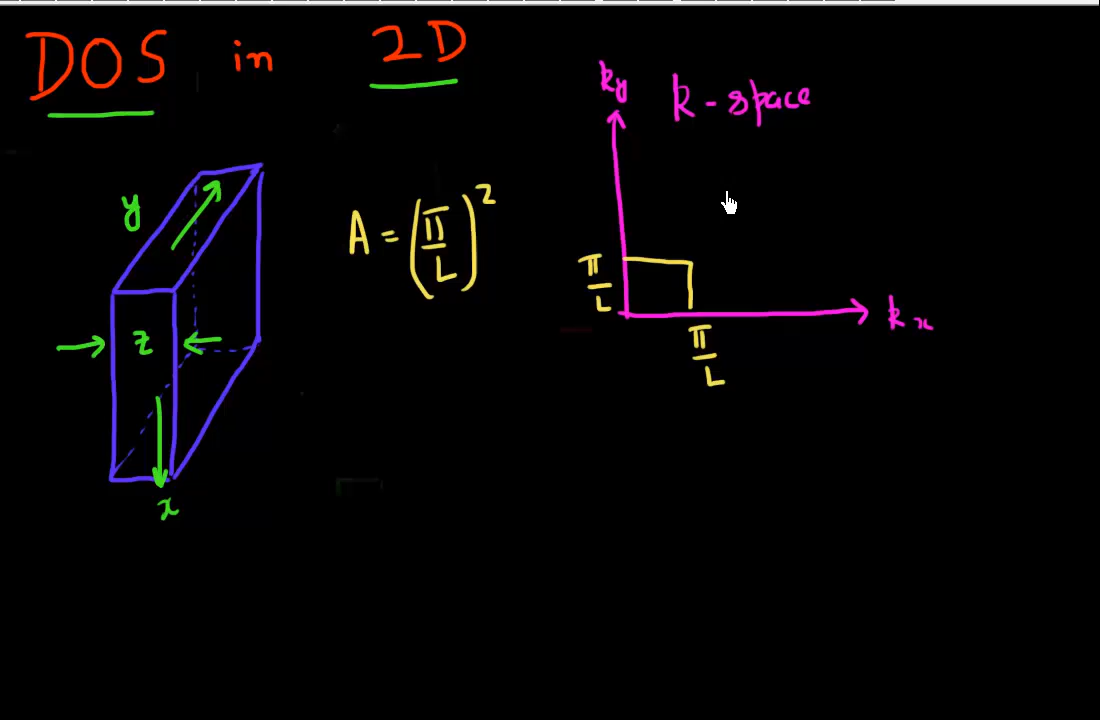 DOS in 2D
ky
k - space
y
A = (π/L)²
π/L
z
kx
π/L
x